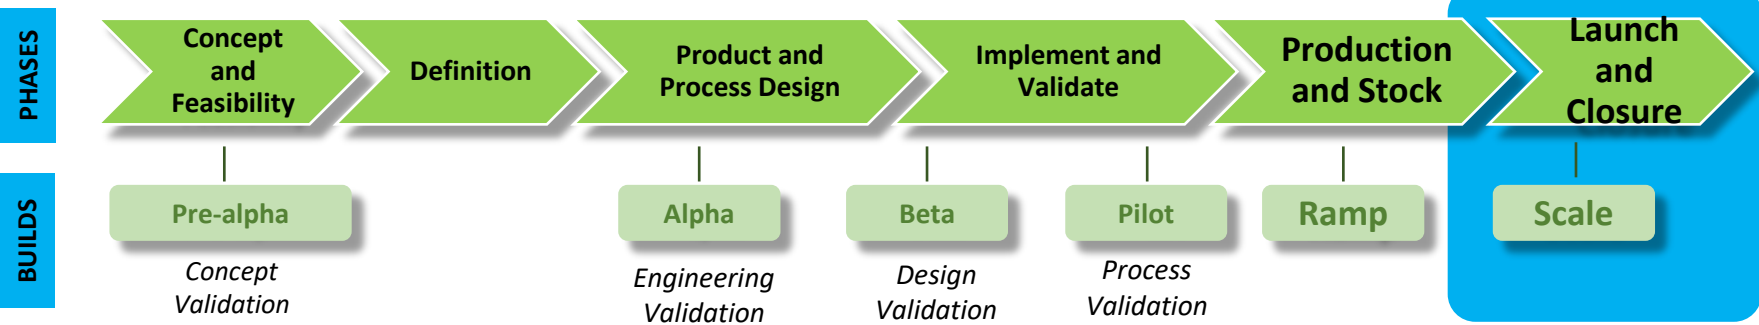 PHASES
Concept
and
Feasibility
Definition
Product and
Process Design
Implement and
Validate
Production
and Stock
Launch
and
Closure
BUILDS
Pre-alpha
Alpha
Beta
Pilot
Ramp
Scale
Concept
Validation
Engineering
Validation
Design
Validation
Process
Validation